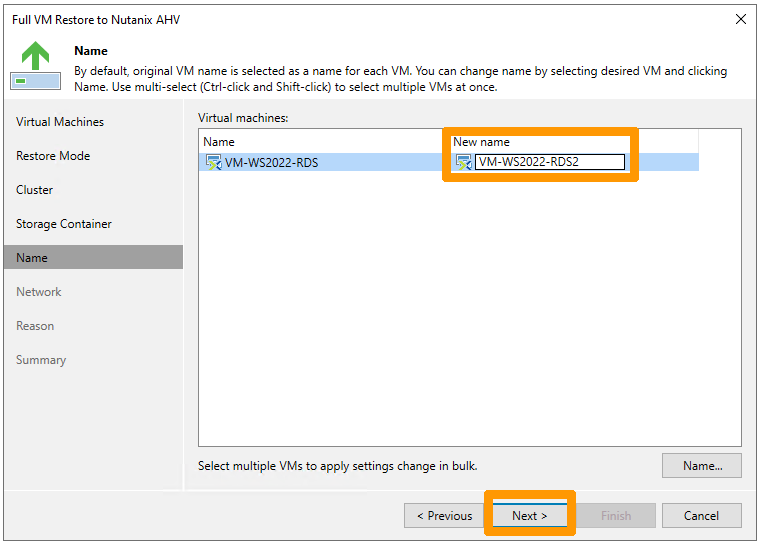 Full VM Restore to Nutanix AHV
Name
By default, original VM name is selected as a name for each VM. You can change name by selecting desired VM and clicking
Name. Use multi-select (Ctrl-click and Shift-click) to select multiple VMs at once.
Virtual Machines
Restore Mode
Cluster
Storage Container
Name
Network
Reason
Summary
Virtual machines:
Name New name
VM-WS2022-RDS VM-WS2022-RDS2
Select multiple VMs to apply settings change in bulk. Name...
< Previous Next > Finish Cancel